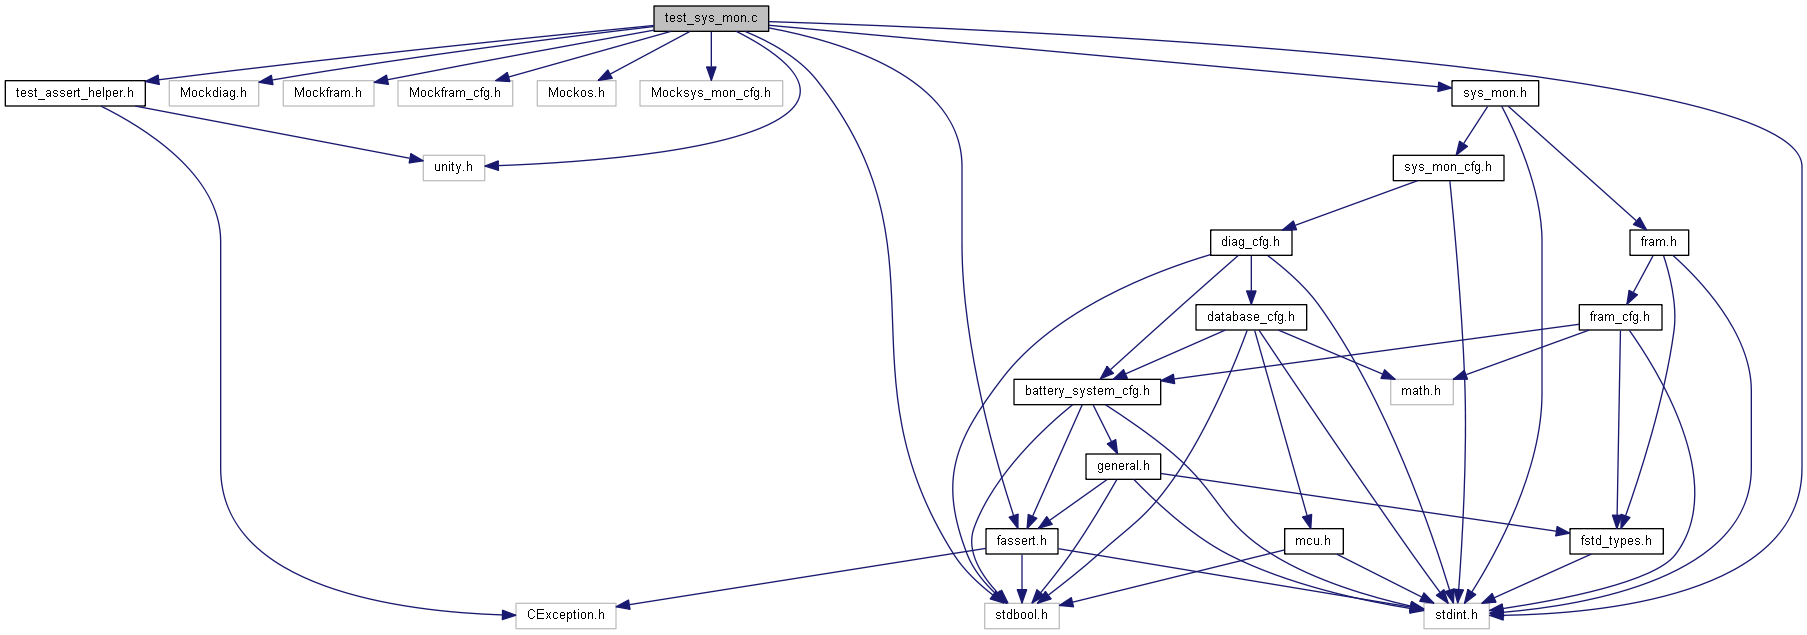 test_sys_mon.c
test_assert_helper.h
Mockdiag.h
Mockfram.h
Mockfram_cfg.h
Mockos.h
Mocksys_mon_cfg.h
sys_mon.h
unity.h
sys_mon_cfg.h
diag_cfg.h
fram.h
database_cfg.h
fram_cfg.h
battery_system_cfg.h
math.h
general.h
fassert.h
mcu.h
fstd_types.h
CException.h
stdbool.h
stdint.h